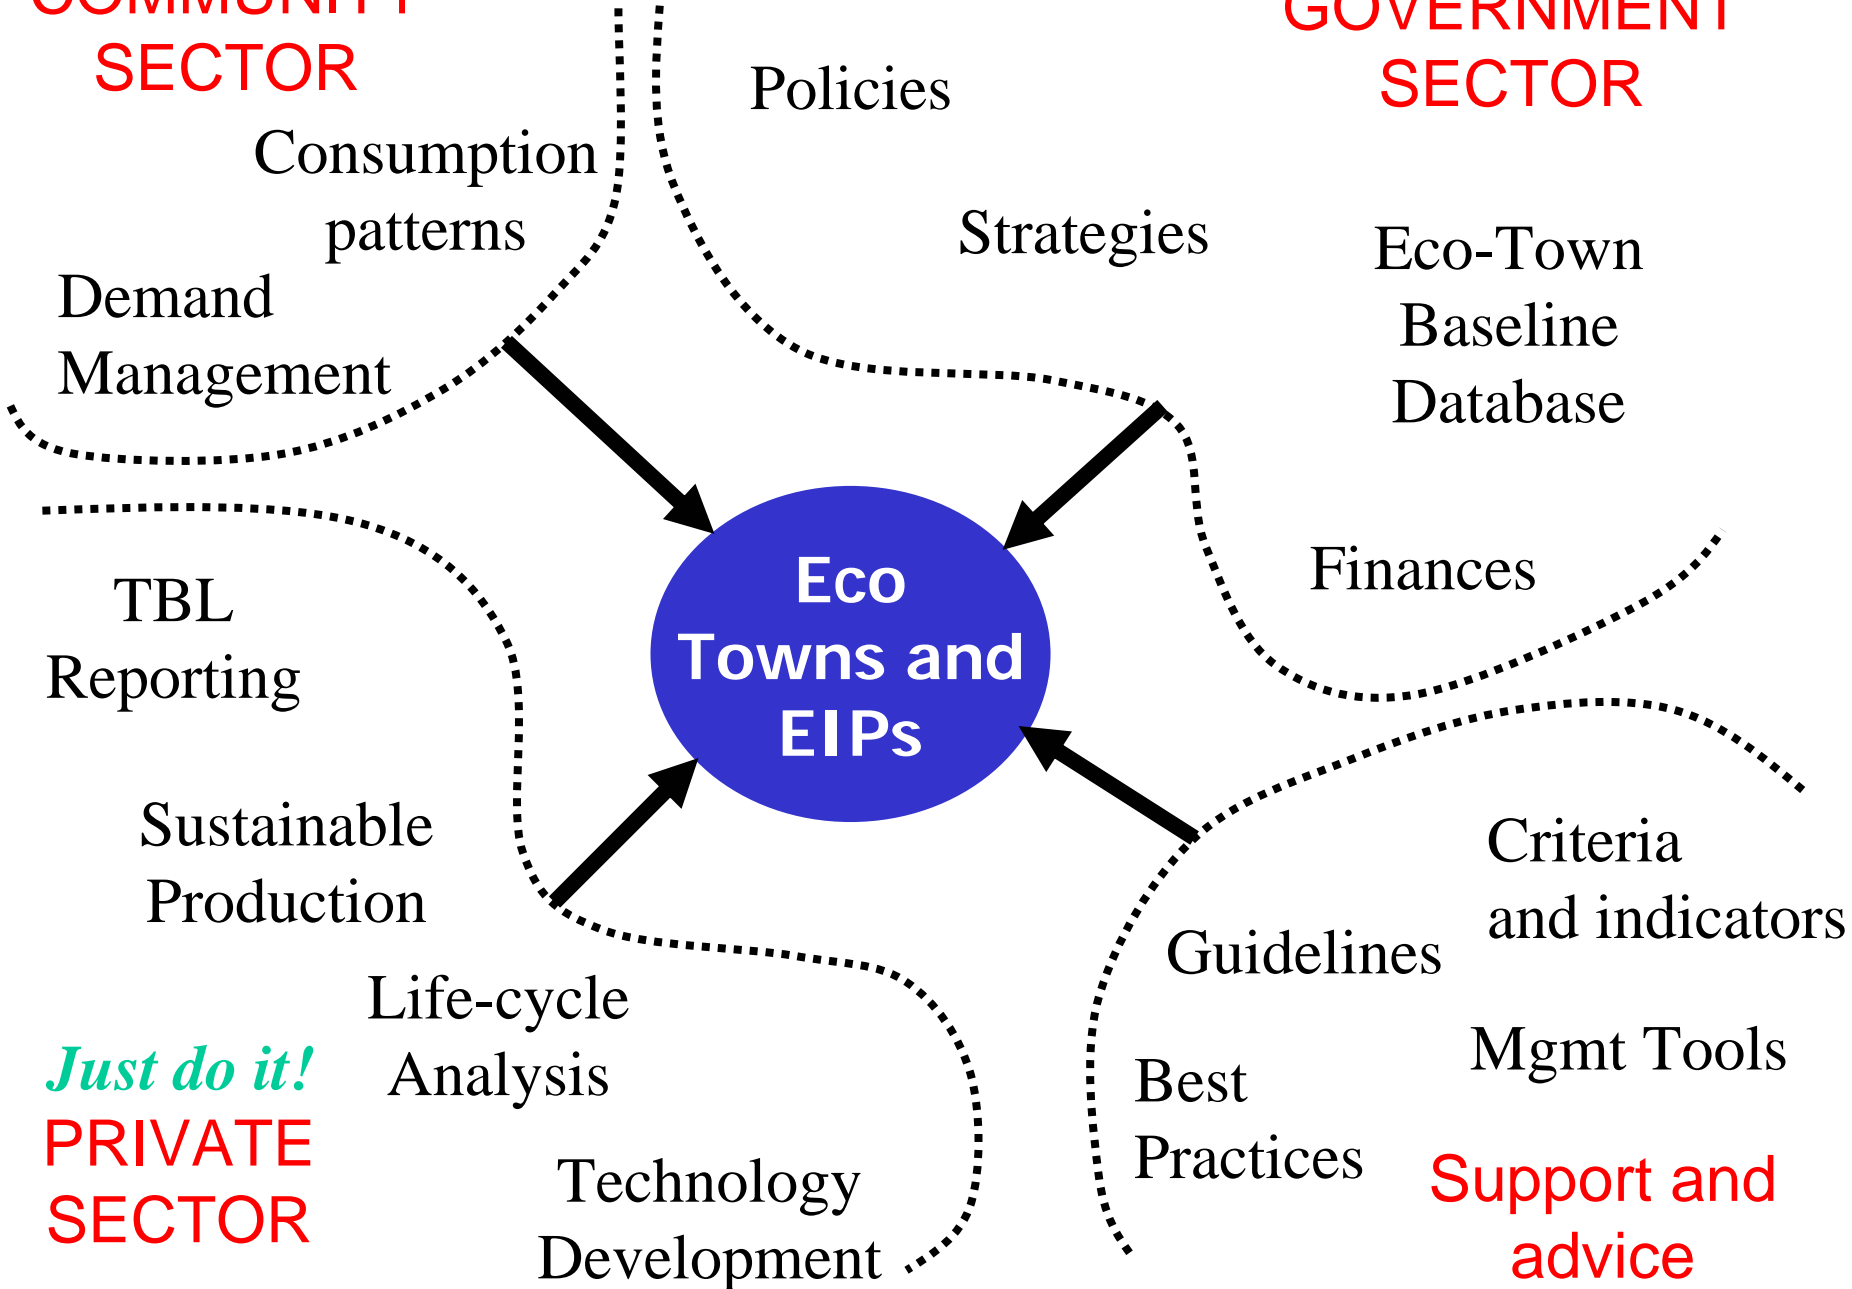 COMMUNITY
SECTOR
Consumption
patterns
Demand
Management
GOVERNMENT
SECTOR
Policies
Strategies
Eco-Town
Baseline
Database
Finances
Eco
Towns and
EIPs
TBL
Reporting
Sustainable
Production
Life-cycle
Analysis
Technology
Development
Just do it!
PRIVATE
SECTOR
Criteria
and indicators
Guidelines
Mgmt Tools
Best
Practices
Support and
advice